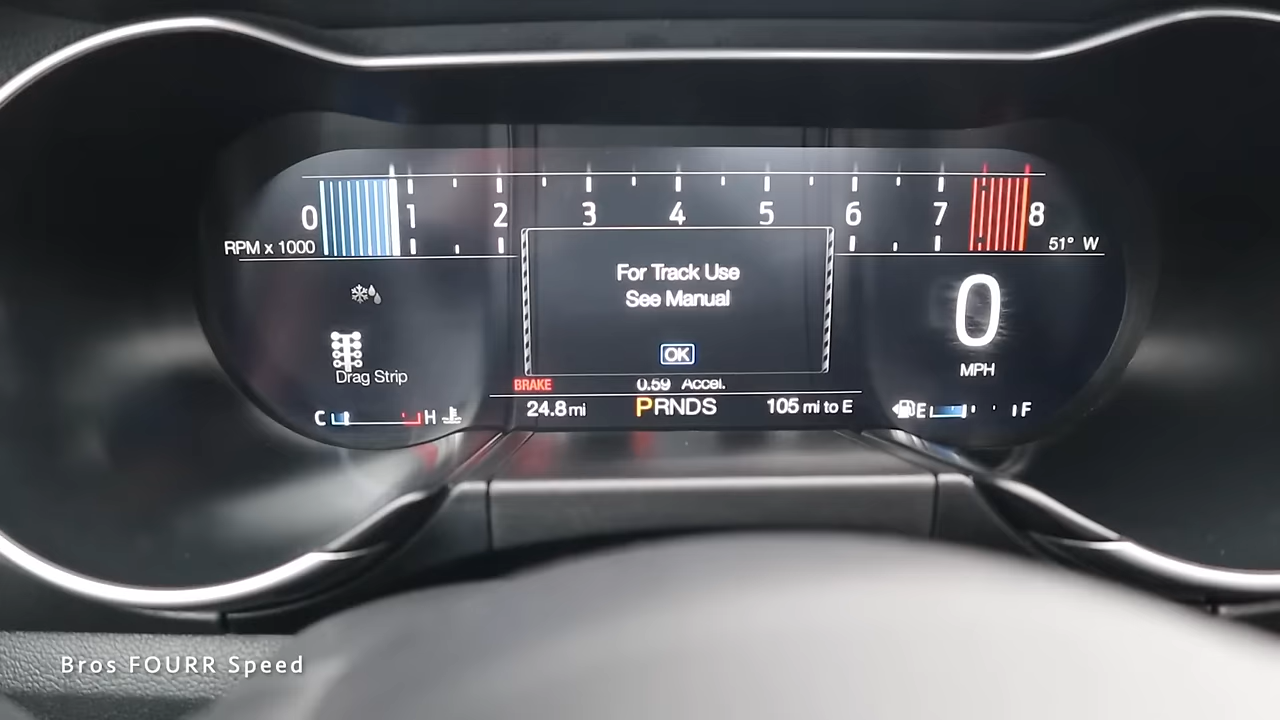 0 1 2 3 4 5 6 7 8
RPM x 1000
51° W
For Track Use
See Manual
OK
0
MPH
Drag Strip
BRAKE
0.59 Accel.
C H
24.8 mi
PRNDS
105 mi to E
E F
Bros FOURR Speed